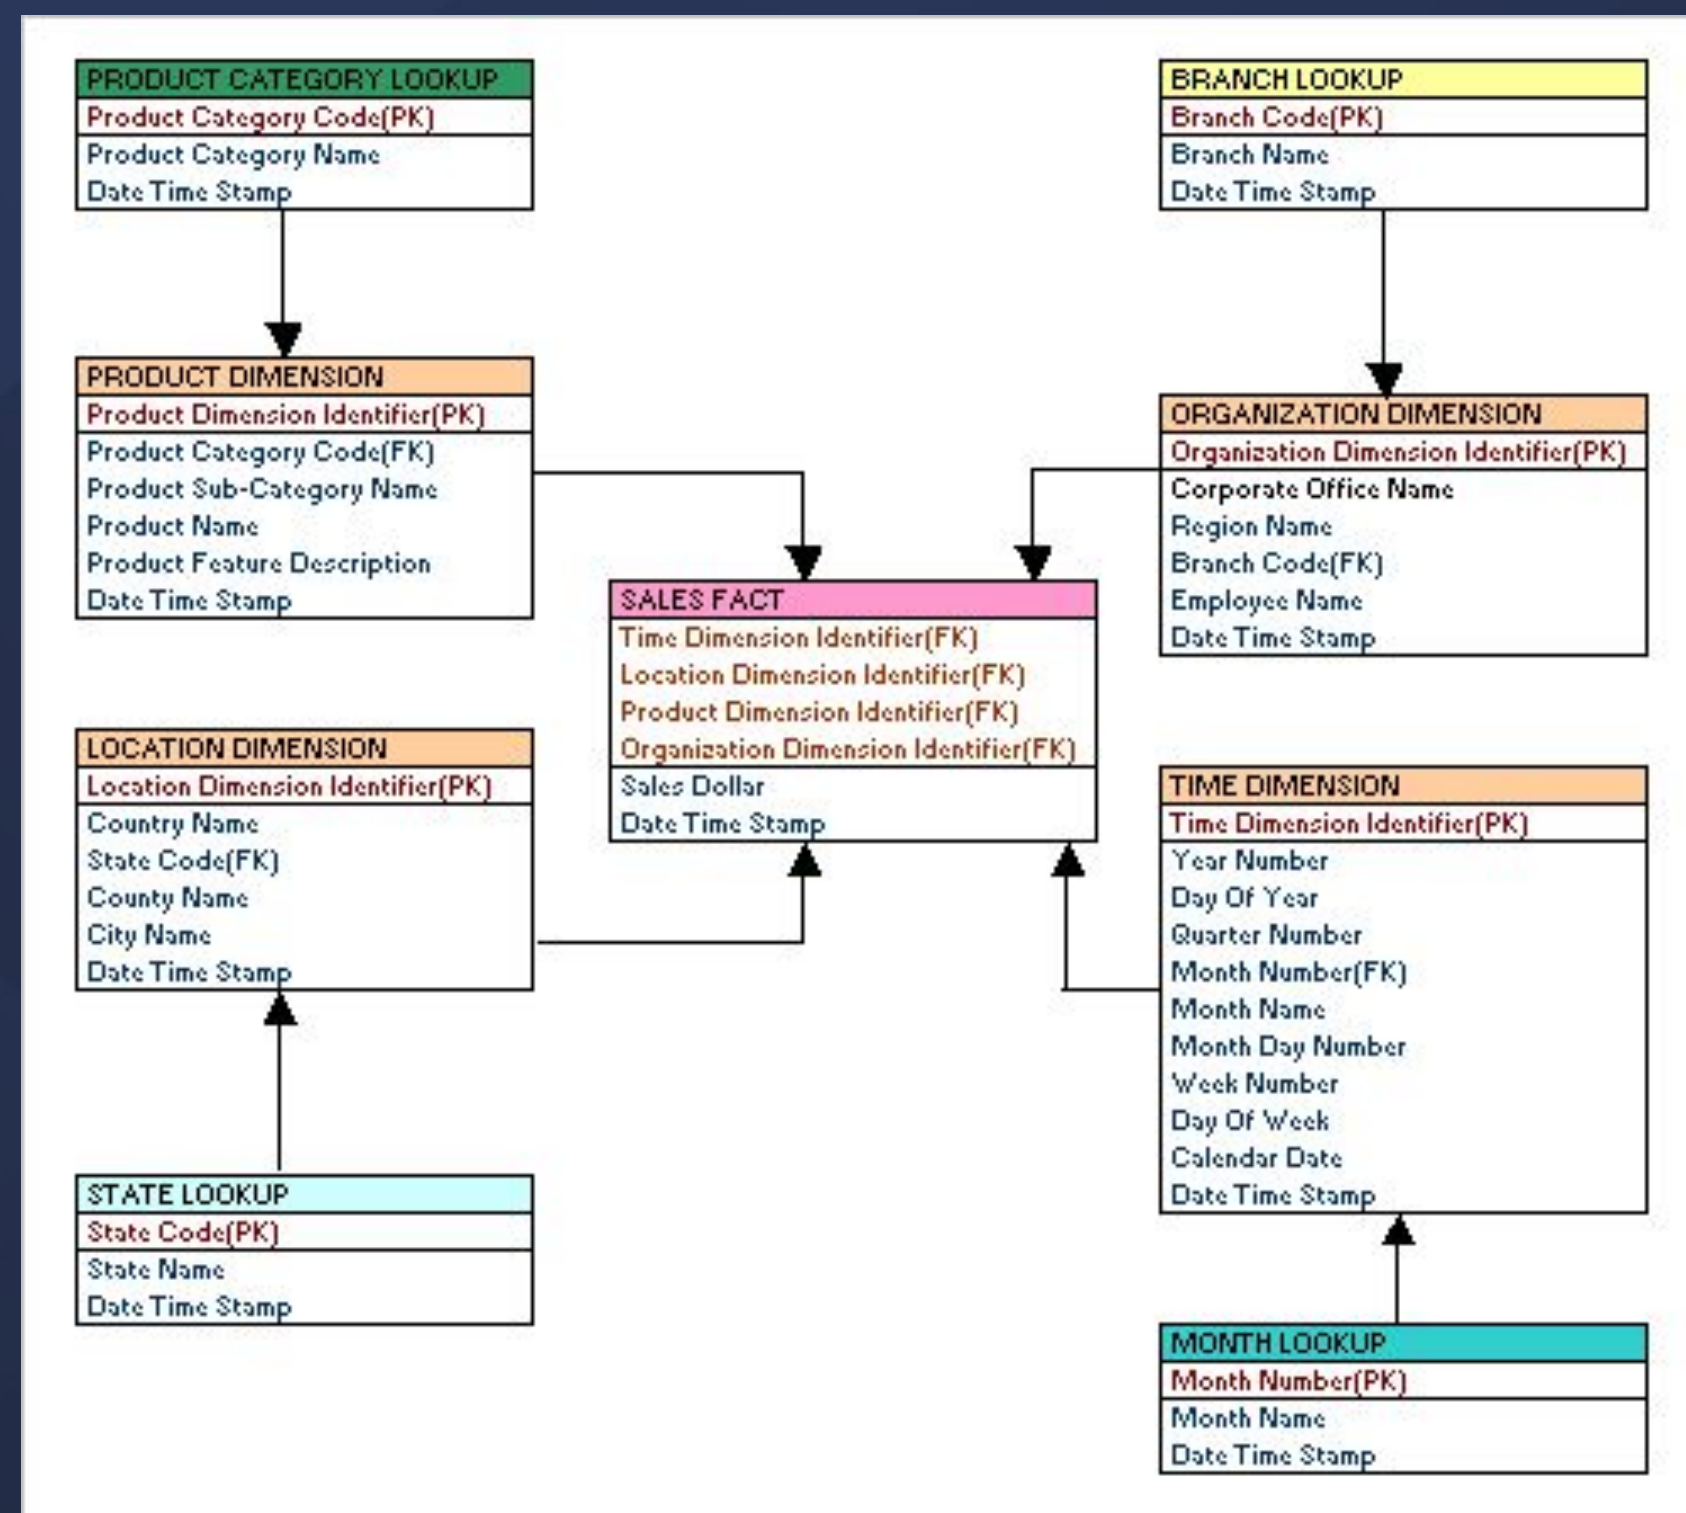 PRODUCT CATEGORY LOOKUP
Product Category Code(PK)
Product Category Name
Date Time Stamp
BRANCH LOOKUP
Branch Code(PK)
Branch Name
Date Time Stamp
PRODUCT DIMENSION
Product Dimension Identifier(PK)
Product Category Code(FK)
Product Sub-Category Name
Product Name
Product Feature Description
Date Time Stamp
ORGANIZATION DIMENSION
Organization Dimension Identifier(PK)
Corporate Office Name
Region Name
Branch Code(FK)
Employee Name
Date Time Stamp
SALES FACT
Time Dimension Identifier(FK)
Location Dimension Identifier(FK)
Product Dimension Identifier(FK)
Organization Dimension Identifier(FK)
Sales Dollar
Date Time Stamp
LOCATION DIMENSION
Location Dimension Identifier(PK)
Country Name
State Code(FK)
County Name
City Name
Date Time Stamp
TIME DIMENSION
Time Dimension Identifier(PK)
Year Number
Day Of Year
Quarter Number
Month Number(FK)
Month Name
Month Day Number
Week Number
Day Of Week
Calendar Date
Date Time Stamp
STATE LOOKUP
State Code(PK)
State Name
Date Time Stamp
MONTH LOOKUP
Month Number(PK)
Month Name
Date Time Stamp